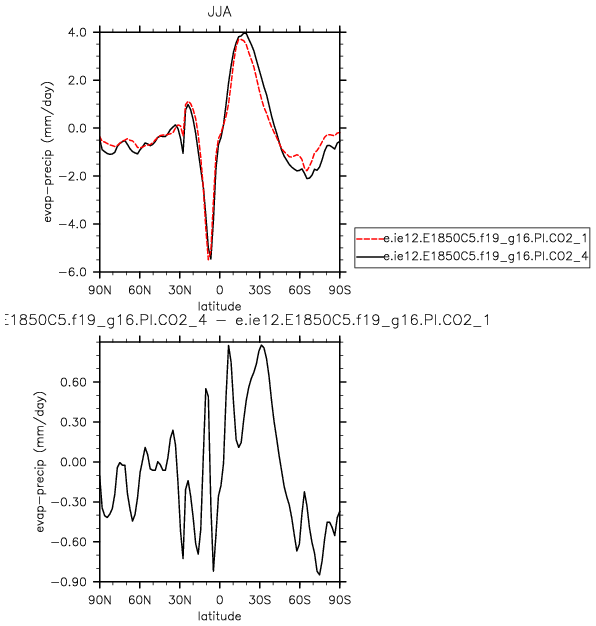 JJA
4.0
2.0
0.0
−2.0
−4.0
−6.0
evap−precip (mm/day)
90N 60N 30N 0 30S 60S 90S
latitude
e.ie12.E1850C5.f19_g16.PI.CO2_1
e.ie12.E1850C5.f19_g16.PI.CO2_4
E1850C5.f19_g16.PI.CO2_4 − e.ie12.E1850C5.f19_g16.PI.CO2_1
0.60
0.30
0.00
−0.30
−0.60
−0.90
evap−precip (mm/day)
90N 60N 30N 0 30S 60S 90S
latitude